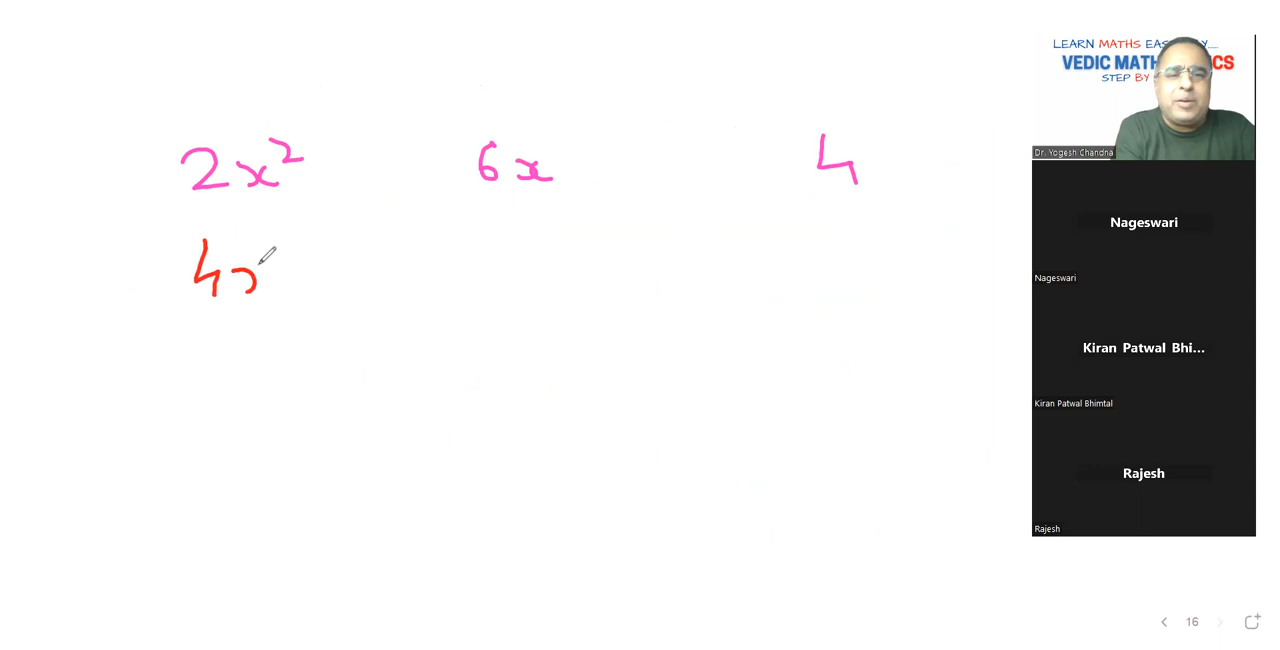 LEARN MATHS
VEDIC MATH CS
STEP BY
Dr. Yogesh Chandna
2x² 6x 4
4
Nageswari
Nageswari
Kiran Patwal Bhi...
Kiran Patwal Bhimtal
Rajesh
Rajesh
16